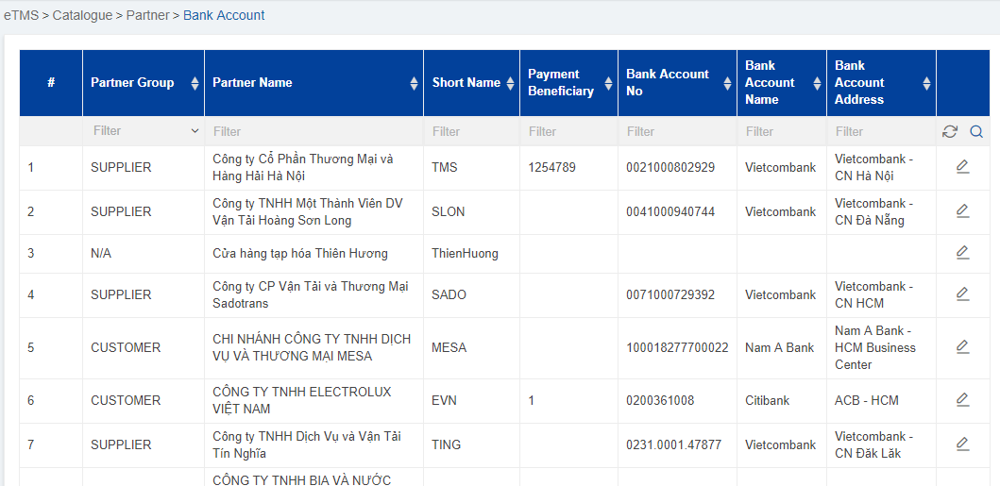 eTMS > Catalogue > Partner > Bank Account
# Partner Group Partner Name Short Name Payment Beneficiary Bank Account No Bank Account Name Bank Account Address
Filter Filter Filter Filter Filter Filter Filter
1 SUPPLIER Công ty Cổ Phần Thương Mại và Hàng Hải Hà Nội TMS 1254789 0021000802929 Vietcombank Vietcombank - CN Hà Nội
2 SUPPLIER Công ty TNHH Một Thành Viên DV Vận Tải Hoàng Sơn Long SLON 0041000940744 Vietcombank Vietcombank - CN Đà Nẵng
3 N/A Cửa hàng tạp hóa Thiên Hương ThienHuong
4 SUPPLIER Công ty CP Vận Tải và Thương Mại Sadotrans SADO 0071000729392 Vietcombank Vietcombank - CN HCM
5 CUSTOMER CHI NHÁNH CÔNG TY TNHH DỊCH VỤ VÀ THƯƠNG MẠI MESA MESA 100018277700022 Nam A Bank Nam A Bank - HCM Business Center
6 CUSTOMER CÔNG TY TNHH ELECTROLUX VIỆT NAM EVN 1 0200361008 Citibank ACB - HCM
7 SUPPLIER Công ty TNHH Dịch Vụ và Vận Tải Tín Nghĩa TING 0231.0001.47877 Vietcombank Vietcombank - CN Đăk Lăk
CÔNG TY TNHH BIA VÀ NƯỚC